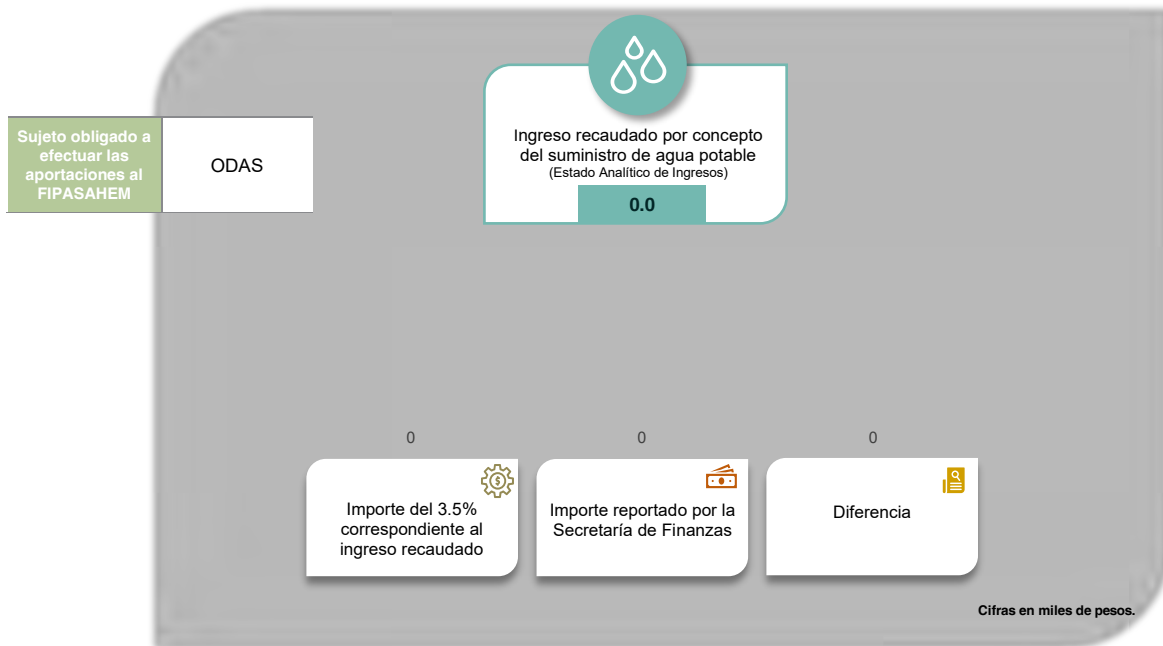 Sujeto obligado a
efectuar las
aportaciones al
FIPASAHEM
ODAS
Ingreso recaudado por concepto
del suministro de agua potable
(Estado Analítico de Ingresos)
0.0
0
0
0
Importe del 3.5%
correspondiente al
ingreso recaudado
Importe reportado por la
Secretaría de Finanzas
Diferencia
Cifras en miles de pesos.